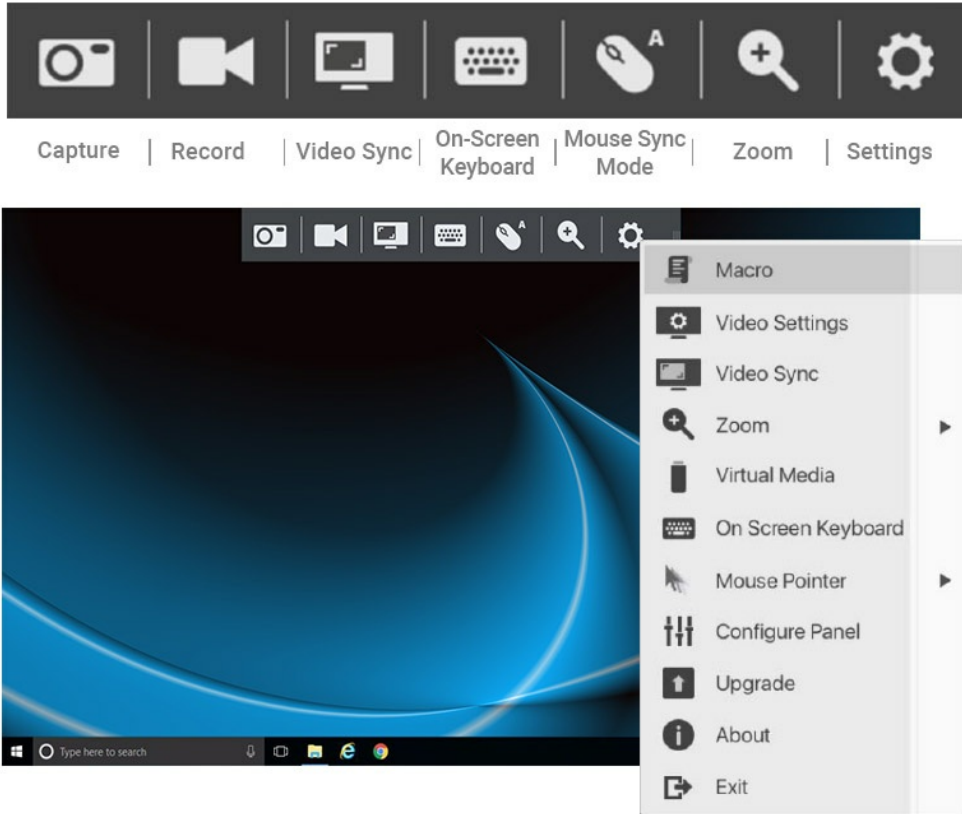 A
Capture | Record | Video Sync | On-Screen Keyboard | Mouse Sync Mode | Zoom | Settings
A
Macro
Video Settings
Video Sync
Zoom
Virtual Media
On Screen Keyboard
Mouse Pointer
Configure Panel
Upgrade
About
Exit
Type here to search